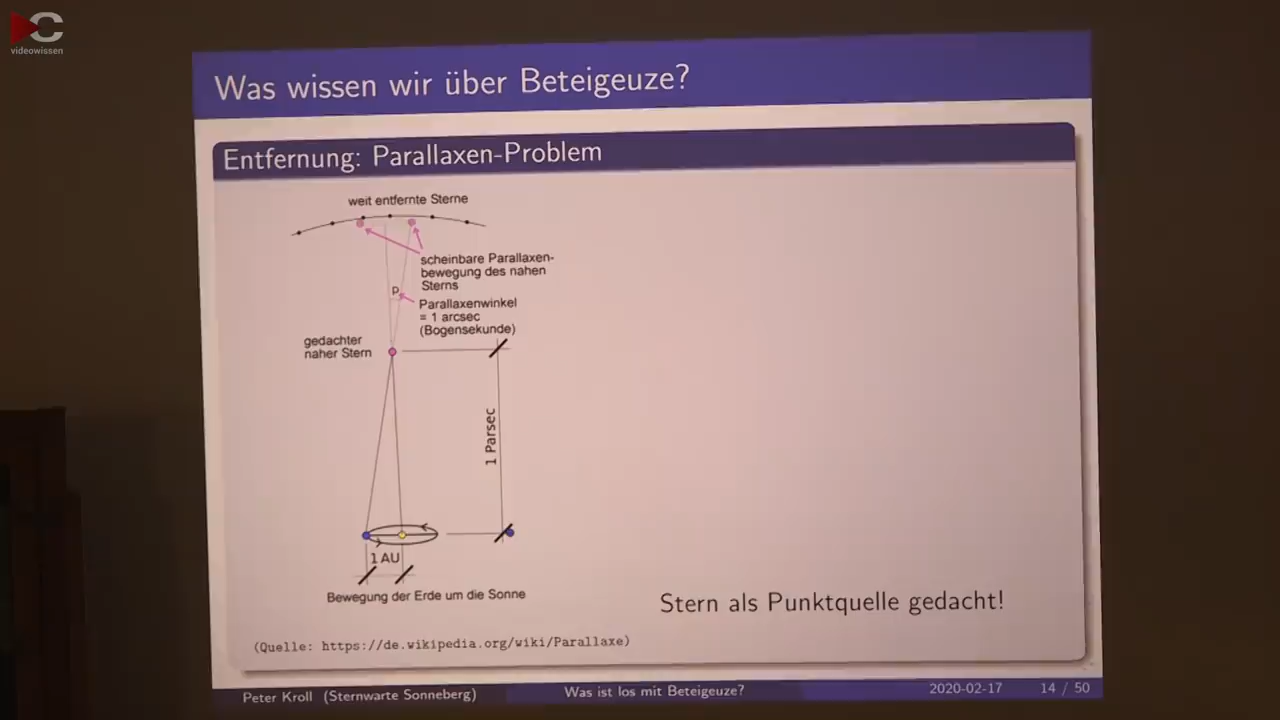 videowissen
Was wissen wir über Beteigeuze?
Entfernung: Parallaxen-Problem
weit entfernte Sterne
scheinbare Parallaxen-
bewegung des nahen
Sterns
p
Parallaxenwinkel
= 1 arcsec
(Bogensekunde)
gedachter
naher Stern
1 Parsec
1 AU
Bewegung der Erde um die Sonne
Stern als Punktquelle gedacht!
(Quelle: https://de.wikipedia.org/wiki/Parallaxe)
Peter Kroll (Sternwarte Sonneberg)
Was ist los mit Beteigeuze?
2020-02-17
14 / 50